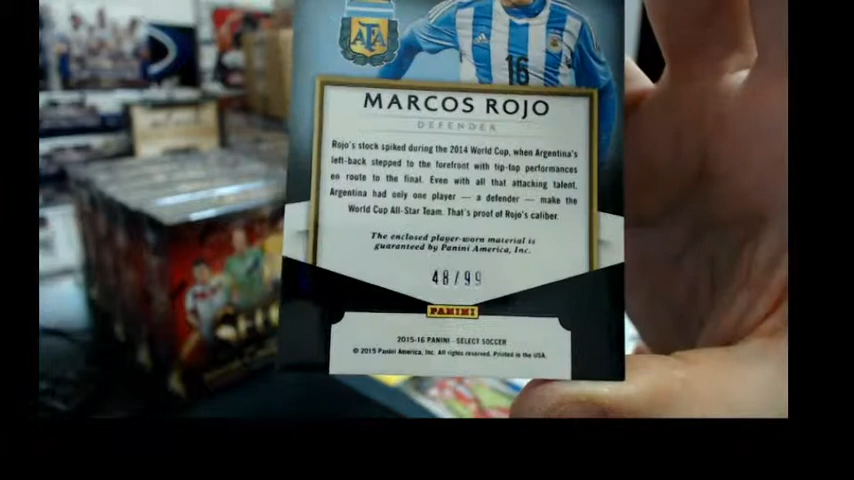 AFA
16
MARCOS ROJO
DEFENDER
Rojo's stock spiked during the 2014 World Cup, when Argentina's
left-back stepped to the forefront with tip-top performances
en route to the final. Even with all that attacking talent,
Argentina had only one player — a defender — make the
World Cup All-Star Team. That's proof of Rojo's caliber.
The enclosed player-worn material is
guaranteed by Panini America, Inc.
48/99
PANINI
2015-16 PANINI - SELECT SOCCER
© 2015 Panini America, Inc. All rights reserved. Printed in the USA.